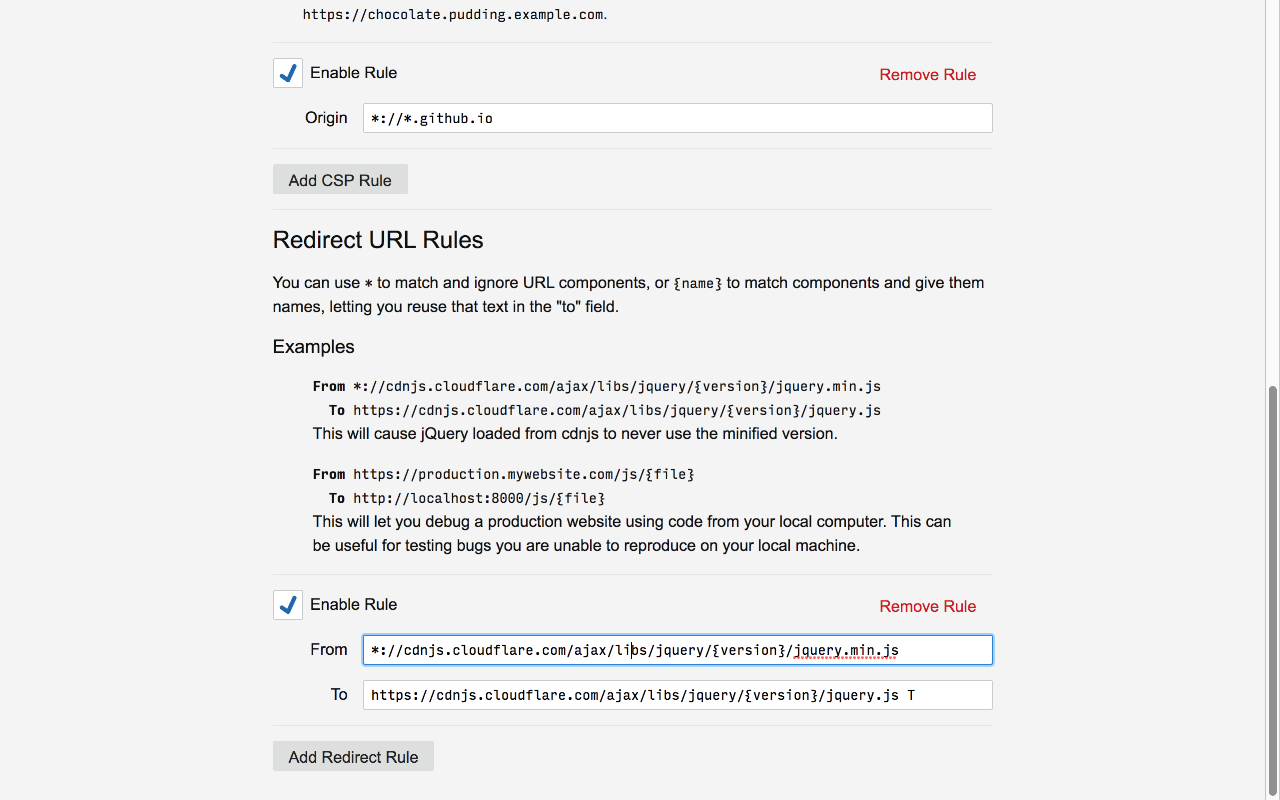 https://chocolate.pudding.example.com.
Enable Rule
Remove Rule
Origin
*://*.github.io
Add CSP Rule
Redirect URL Rules
You can use * to match and ignore URL components, or {name} to match components and give them
names, letting you reuse that text in the "to" field.
Examples
From *://cdnjs.cloudflare.com/ajax/libs/jquery/{version}/jquery.min.js
To https://cdnjs.cloudflare.com/ajax/libs/jquery/{version}/jquery.js
This will cause jQuery loaded from cdnjs to never use the minified version.
From https://production.mywebsite.com/js/{file}
To http://localhost:8000/js/{file}
This will let you debug a production website using code from your local computer. This can
be useful for testing bugs you are unable to reproduce on your local machine.
Enable Rule
Remove Rule
From
*://cdnjs.cloudflare.com/ajax/libs/jquery/{version}/jquery.min.js
To
https://cdnjs.cloudflare.com/ajax/libs/jquery/{version}/jquery.js T
Add Redirect Rule